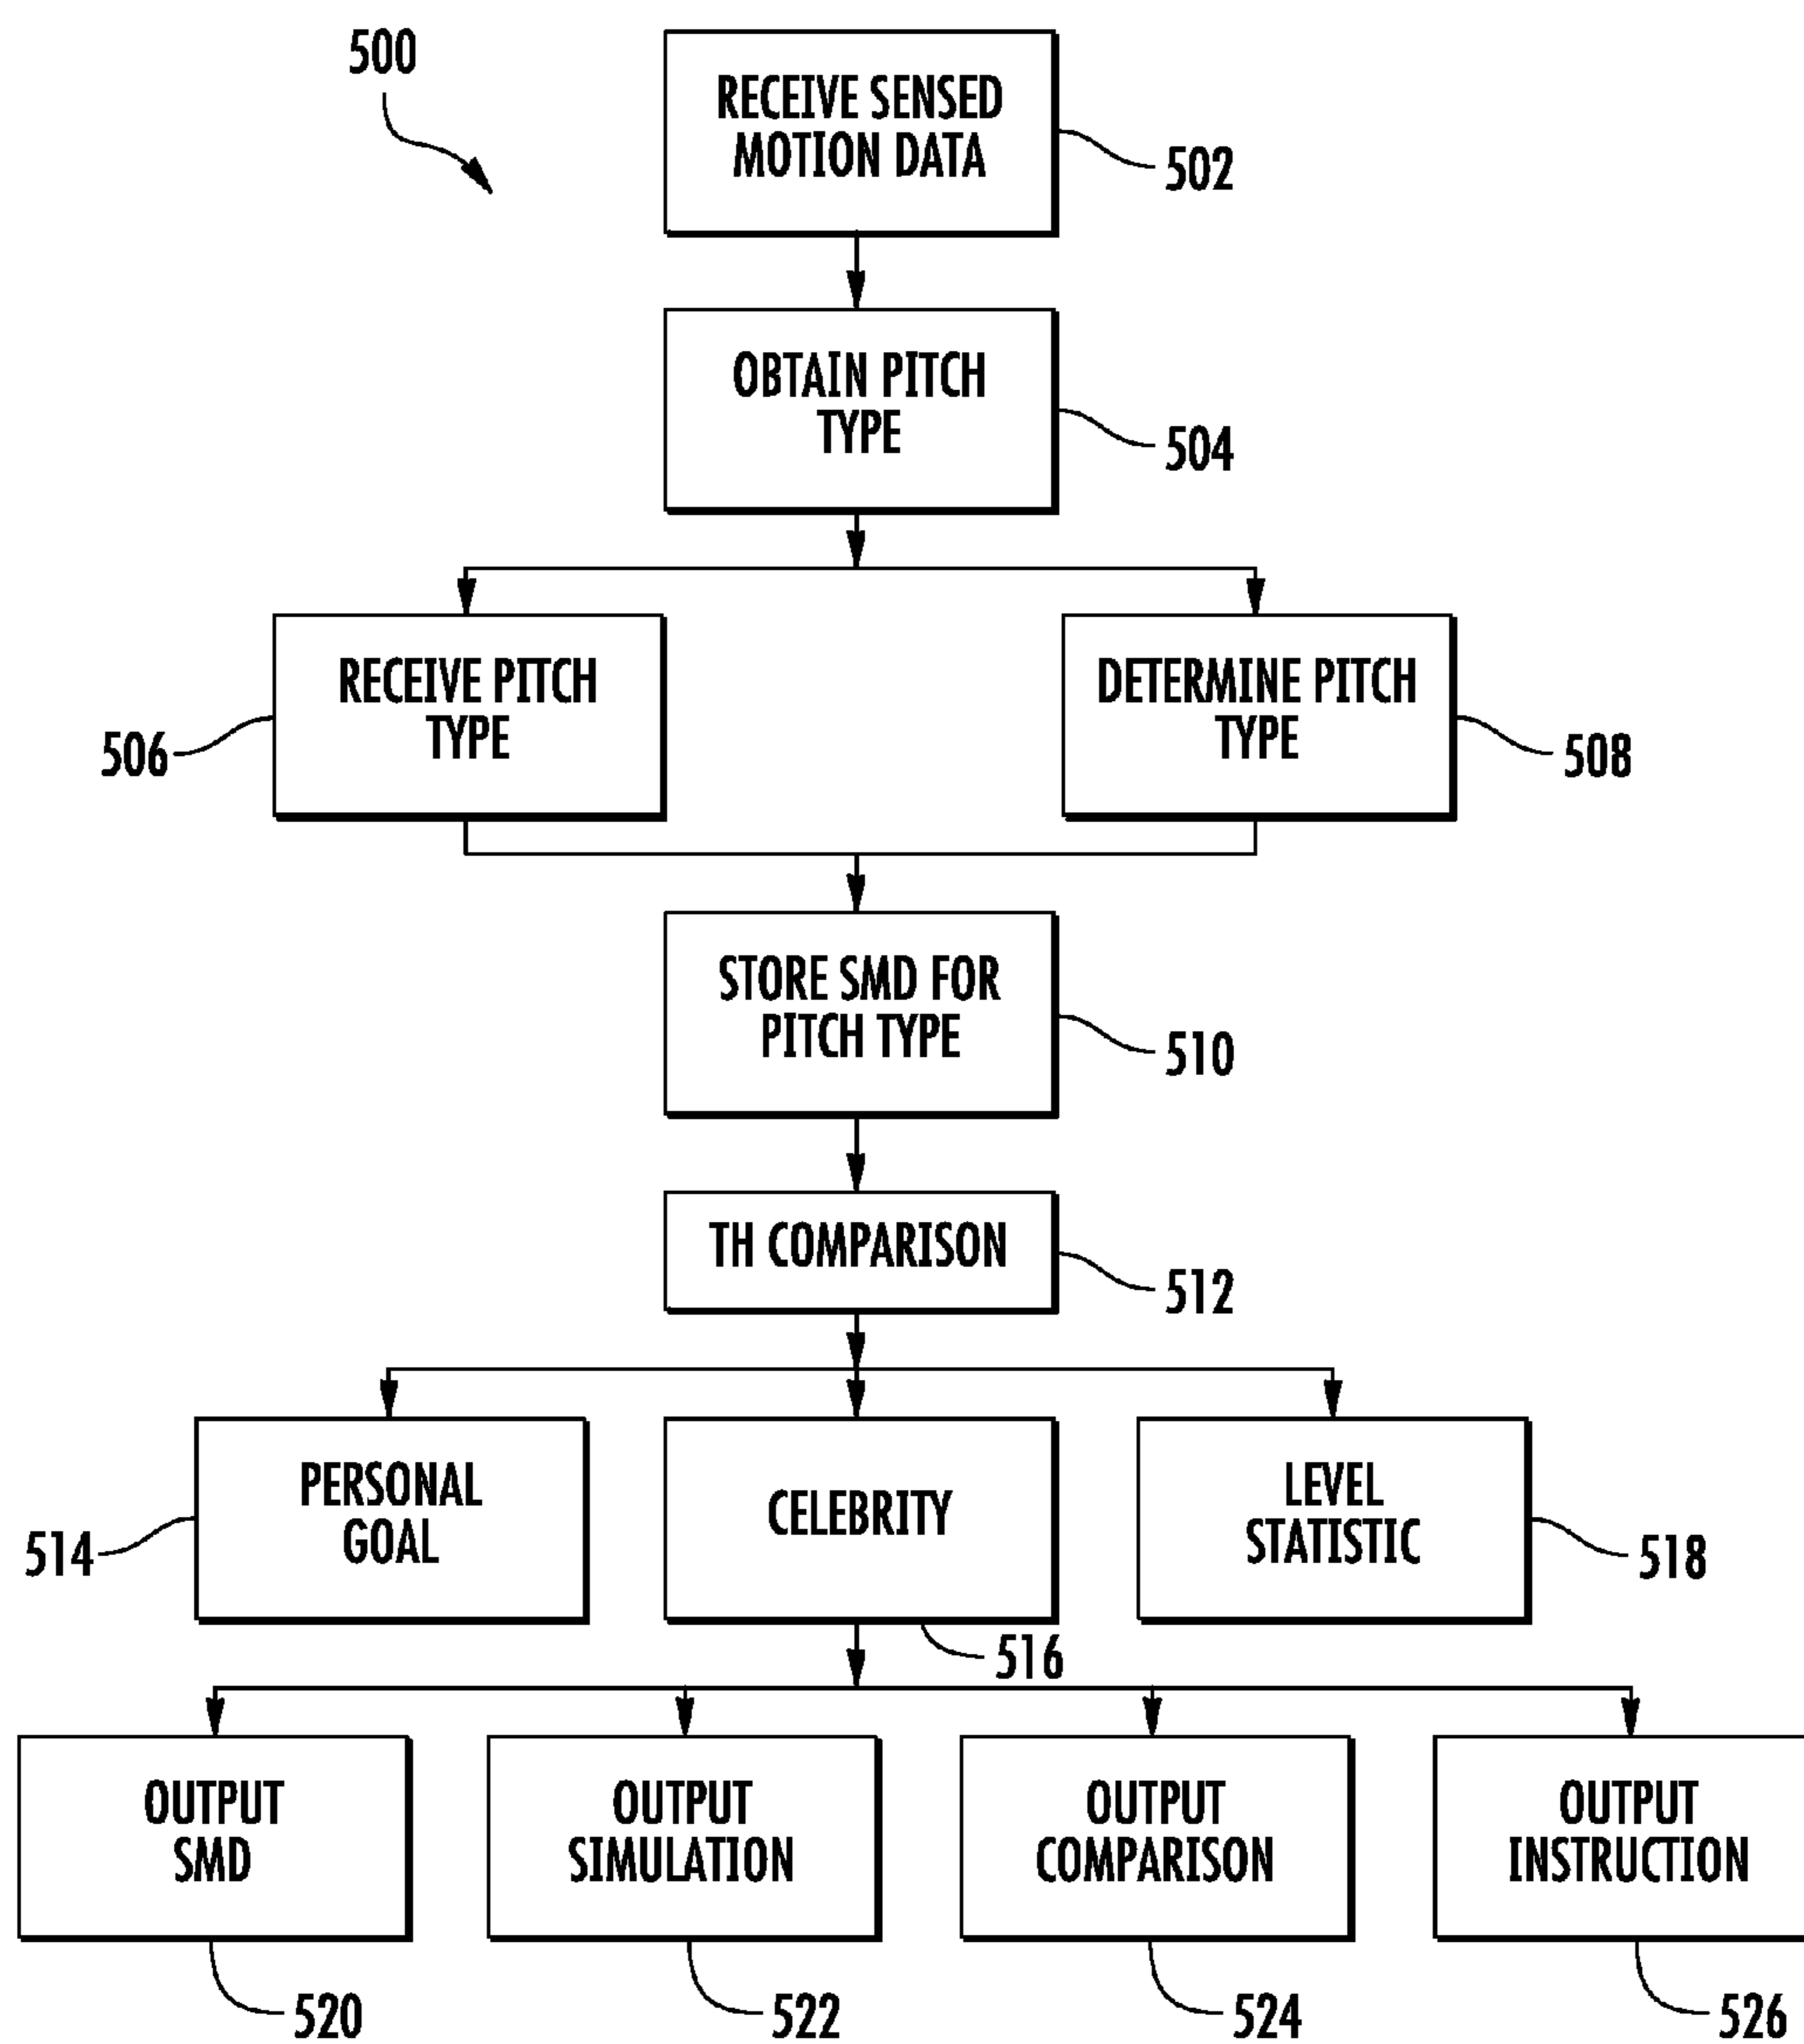 500
RECEIVE SENSED
MOTION DATA
502
OBTAIN PITCH
TYPE
504
RECEIVE PITCH
TYPE
506
DETERMINE PITCH
TYPE
508
STORE SMD FOR
PITCH TYPE
510
TH COMPARISON
512
PERSONAL
GOAL
514
CELEBRITY
516
LEVEL
STATISTIC
518
OUTPUT
SMD
520
OUTPUT
SIMULATION
522
OUTPUT
COMPARISON
524
OUTPUT
INSTRUCTION
526